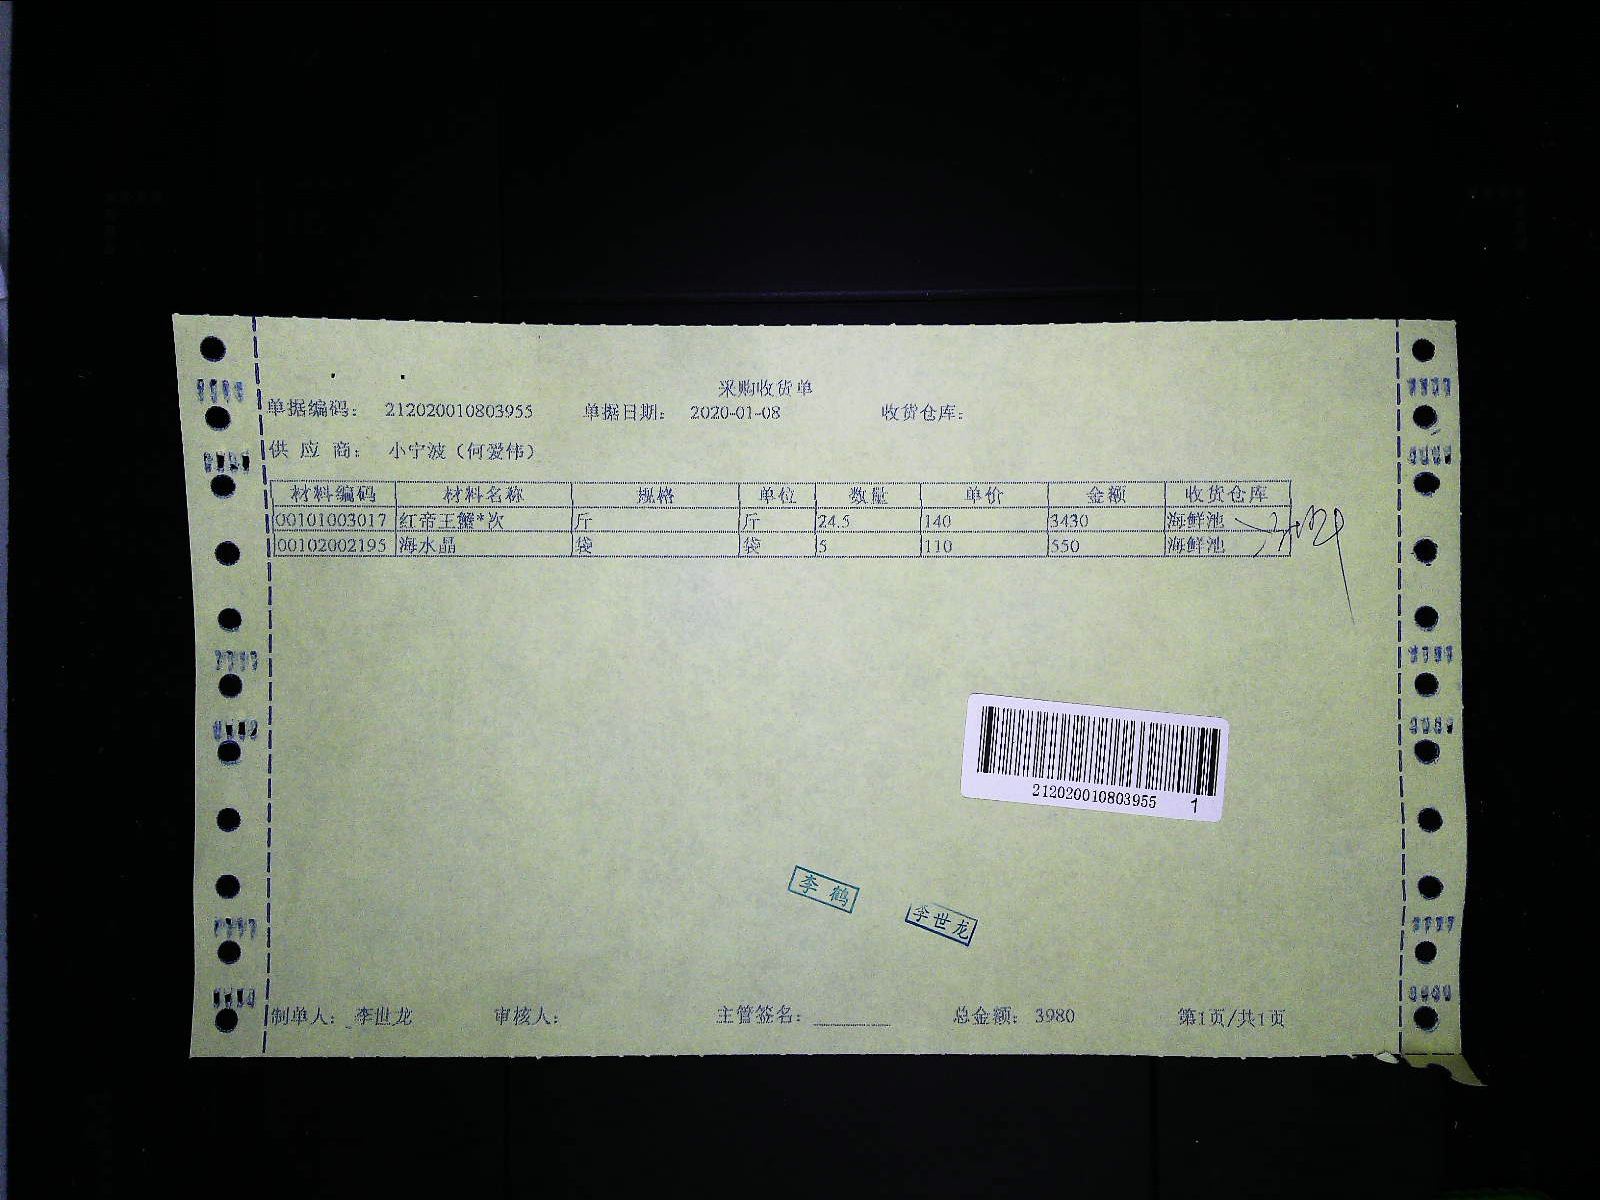 采购收货单
单据编码： 212020010803955 单据日期： 2020-01-08 收货仓库：
供 应 商： 小宁波（何爱伟）
材料编码 材料名称 规格 单位 数量 单价 金额 收货仓库
00101003017 红帝王蟹*次 斤 斤 24.5 140 3430 海鲜池
00102002195 海水晶 袋 袋 5 110 550 海鲜池
212020010803955 1
李鹤
李世龙
制单人： 李世龙 审核人： 主管签名： 总金额： 3980 第1页/共1页